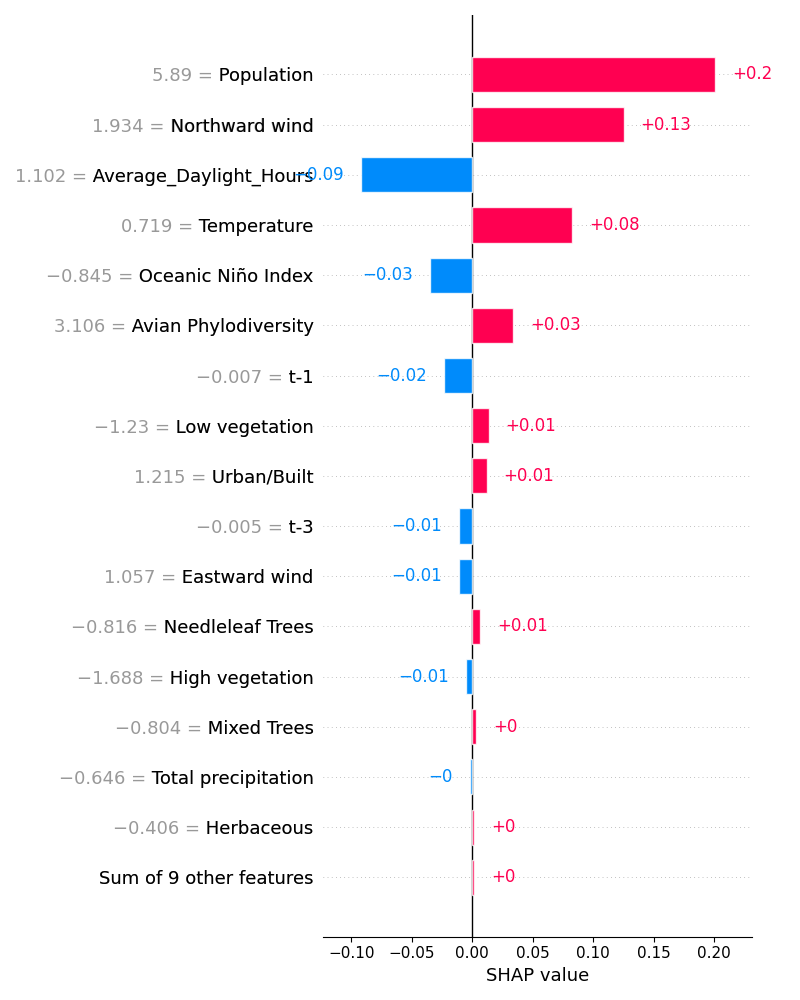 5.89 = Population +0.2
1.934 = Northward wind +0.13
1.102 = Average_Daylight_Hours −0.09
0.719 = Temperature +0.08
−0.845 = Oceanic Niño Index −0.03
3.106 = Avian Phylodiversity +0.03
−0.007 = t-1 −0.02
−1.23 = Low vegetation +0.01
1.215 = Urban/Built +0.01
−0.005 = t-3 −0.01
1.057 = Eastward wind −0.01
−0.816 = Needleleaf Trees +0.01
−1.688 = High vegetation −0.01
−0.804 = Mixed Trees +0
−0.646 = Total precipitation −0
−0.406 = Herbaceous +0
Sum of 9 other features +0
−0.10 −0.05 0.00 0.05 0.10 0.15 0.20
SHAP value